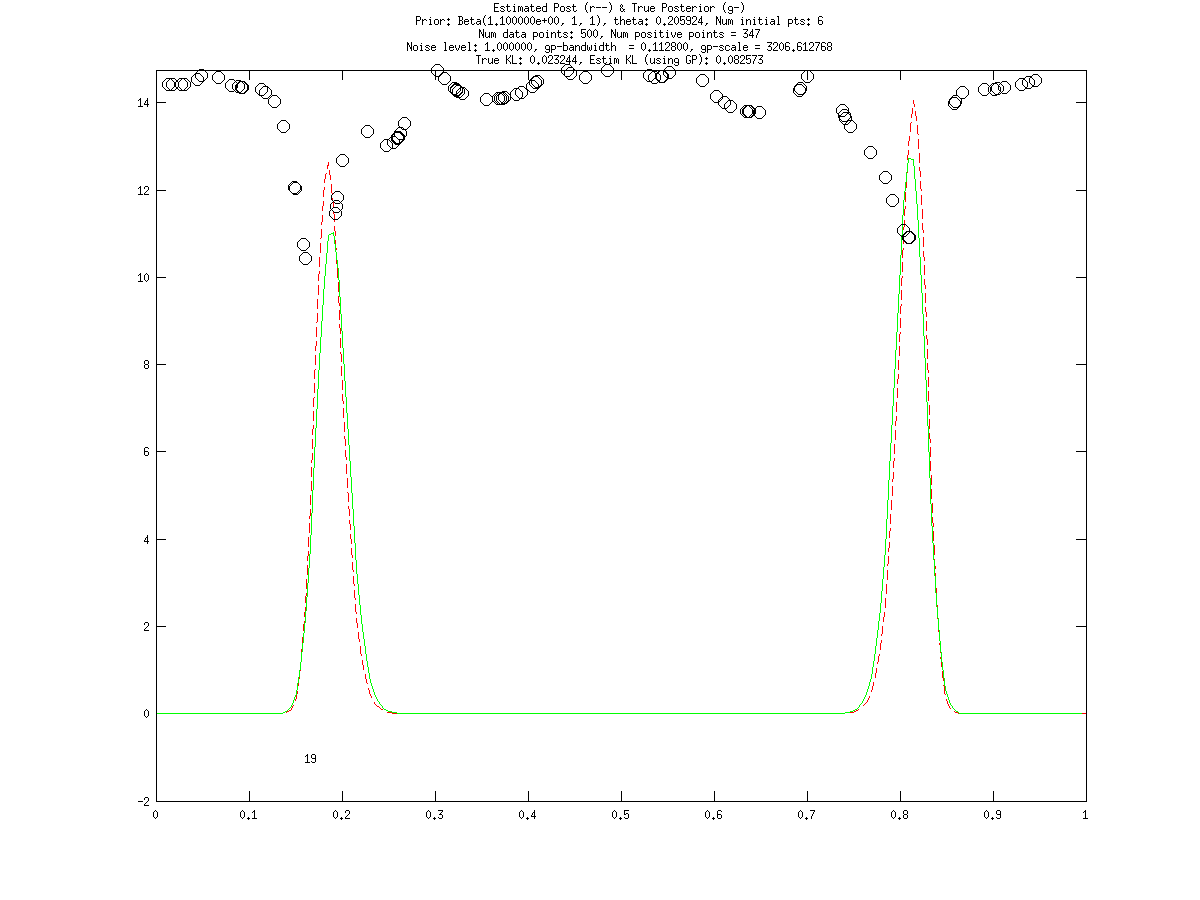 Estimated Post (r--) & True Posterior (g-)
Prior: Beta(1.100000e+00, 1, 1), theta: 0.205924, Num initial pts: 6
Num data points: 500, Num positive points = 347
Noise level: 1.000000, gp-bandwidth  = 0.112800, gp-scale = 3206.612768
True KL: 0.023244, Estim KL (using GP): 0.082573
14
12
10
8
6
4
2
0
19
-2
0 0.1 0.2 0.3 0.4 0.5 0.6 0.7 0.8 0.9 1